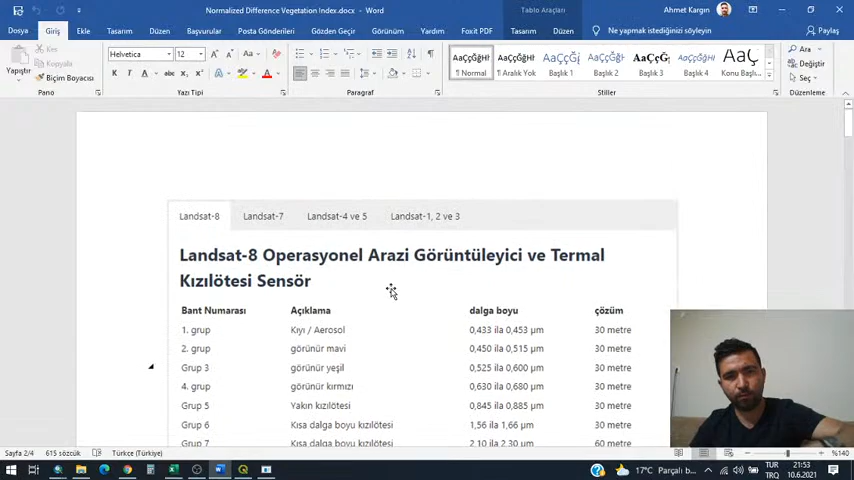 Normalized Difference Vegetation Index.docx - Word
Tablo Araçları
Ahmet Kargın
Dosya Giriş Ekle Tasarım Düzen Başvurular Posta Gönderileri Gözden Geçir Görünüm Yardım Foxit PDF Tasarım Düzen Ne yapmak istediğinizi söyleyin Paylaş
Yapıştır
Kes
Kopyala
Biçim Boyacısı
Helvetica 12
AaÇçĞğH AaÇçĞğH AaÇçĞğ AaÇçĞğH AaÇçĞğH AaÇçĞğH AaÇ
¶ Normal ¶ Aralık Yok Başlık 1 Başlık 2 Başlık 3 Başlık 4 Konu Başl...
Ara
Değiştir
Seç
Pano Yazı Tipi Paragraf Stiller Düzenleme
Landsat-8 Landsat-7 Landsat-4 ve 5 Landsat-1, 2 ve 3
Landsat-8 Operasyonel Arazi Görüntüleyici ve Termal
Kızılötesi Sensör
Bant Numarası Açıklama dalga boyu çözüm
1. grup Kıyı / Aerosol 0,433 ila 0,453 µm 30 metre
2. grup görünür mavi 0,450 ila 0,515 µm 30 metre
Grup 3 görünür yeşil 0,525 ila 0,600 µm 30 metre
4. grup görünür kırmızı 0,630 ila 0,680 µm 30 metre
Grup 5 Yakın kızılötesi 0,845 ila 0,885 µm 30 metre
Grup 6 Kısa dalga boyu kızılötesi 1,56 ila 1,66 µm 30 metre
Grup 7 Kısa dalga boyu kızılötesi 2,10 ila 2,30 µm 60 metre
Sayfa 2/4 615 sözcük Türkçe (Türkiye) %140
17°C Parçalı b... TUR 21:53
TRQ 10.6.2021